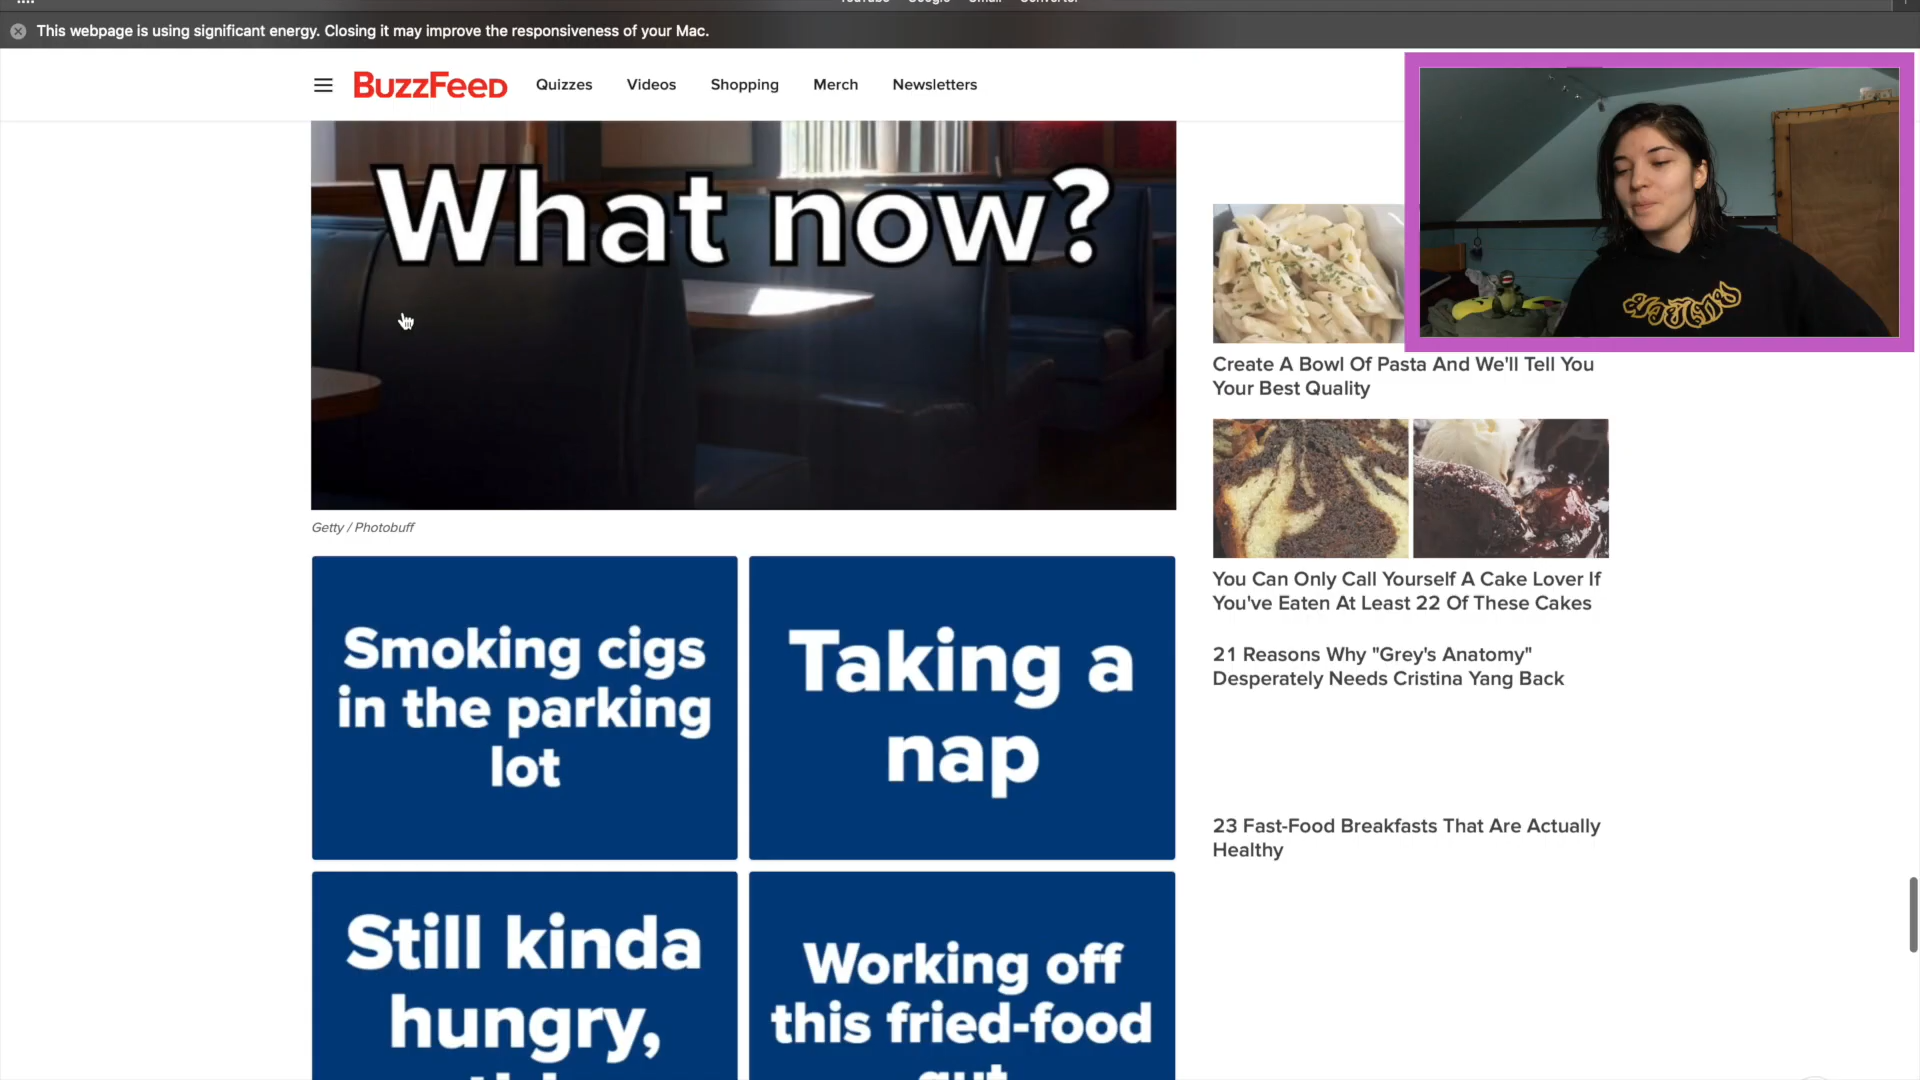 This webpage is using significant energy. Closing it may improve the responsiveness of your Mac.
BuzzFeed
Quizzes
Videos
Shopping
Merch
Newsletters
What now?
Getty / Photobuff
Smoking cigs
in the parking
lot
Taking a
nap
Still kinda
hungry,
Working off
this fried-food
Create A Bowl Of Pasta And We'll Tell You
Your Best Quality
You Can Only Call Yourself A Cake Lover If
You've Eaten At Least 22 Of These Cakes
21 Reasons Why "Grey's Anatomy"
Desperately Needs Cristina Yang Back
23 Fast-Food Breakfasts That Are Actually
Healthy